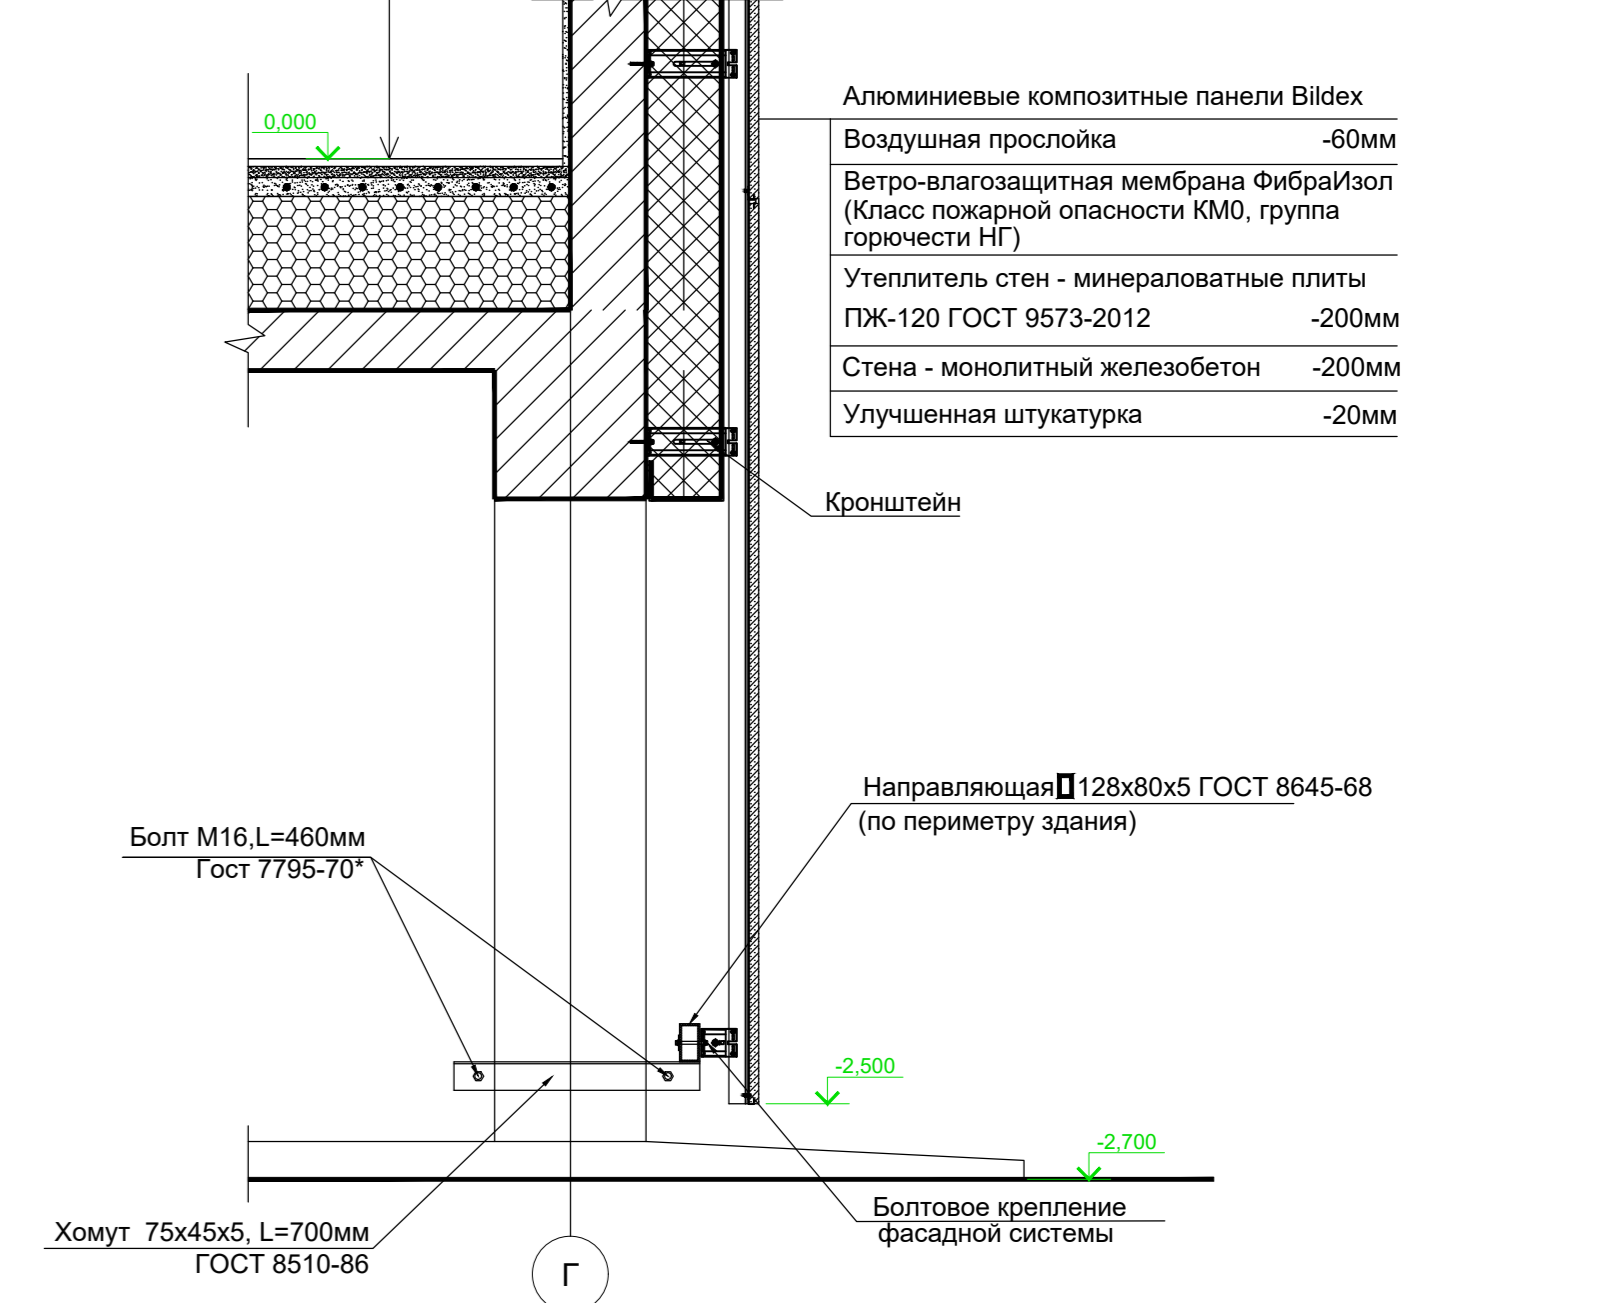 Алюминиевые композитные панели Bildex
0,000
Воздушная прослойка -60мм
Ветро-влагозащитная мембрана ФибраИзол
(Класс пожарной опасности КМ0, группа
горючести НГ)
Утеплитель стен - минераловатные плиты
ПЖ-120 ГОСТ 9573-2012 -200мм
Стена - монолитный железобетон -200мм
Улучшенная штукатурка -20мм
Кронштейн
Направляющая 128х80х5 ГОСТ 8645-68
(по периметру здания)
Болт М16,L=460мм
Гост 7795-70*
-2,500
-2,700
Болтовое крепление
фасадной системы
Хомут 75х45х5, L=700мм
ГОСТ 8510-86
Г